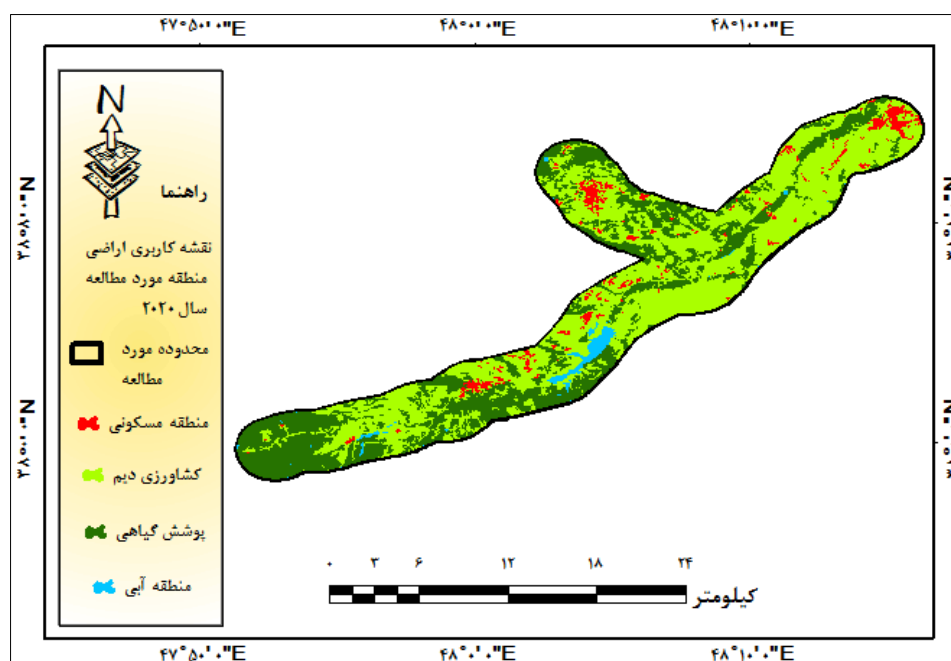 ۴۷°۵۰'۰"E
۴۸°۰'۰"E
۴۸°۱۰'۰"E
N
راهنما
نقشه کاربری اراضی
منطقه مورد مطالعه
سال ۲۰۲۰
محدوده مورد
مطالعه
منطقه مسکونی
کشاورزی دیم
پوشش گیاهی
منطقه آبی
۰ ۳ ۶ ۱۲ ۱۸ ۲۴
کیلومتر
۴۷°۵۰'۰"E
۴۸°۰'۰"E
۴۸°۱۰'۰"E